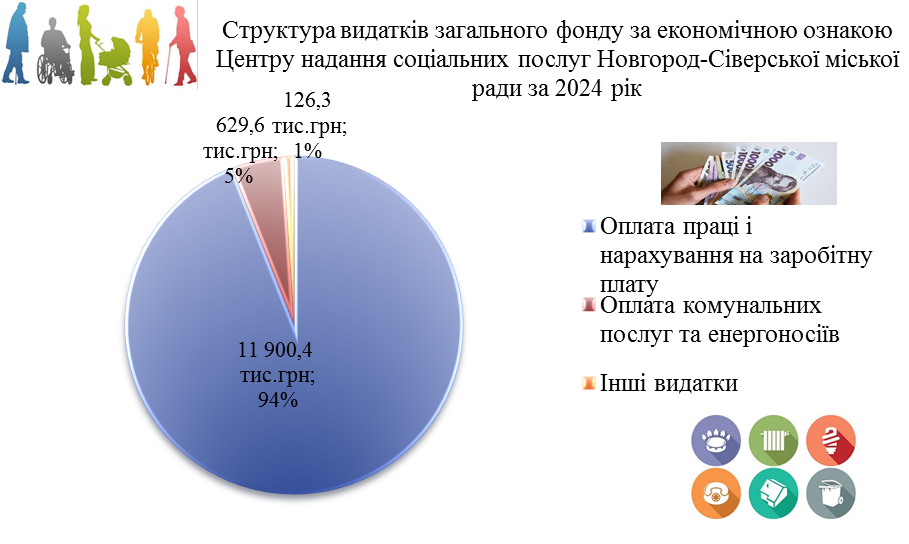 Структура видатків загального фонду за економічною ознакою
Центру надання соціальних послуг Новгород-Сіверської міської
ради за 2024 рік
126,3
тис.грн;
1%
629,6
тис.грн;
5%
11 900,4
тис.грн;
94%
Оплата праці і
нарахування на заробітну
плату
Оплата комунальних
послуг та енергоносіїв
Інші видатки